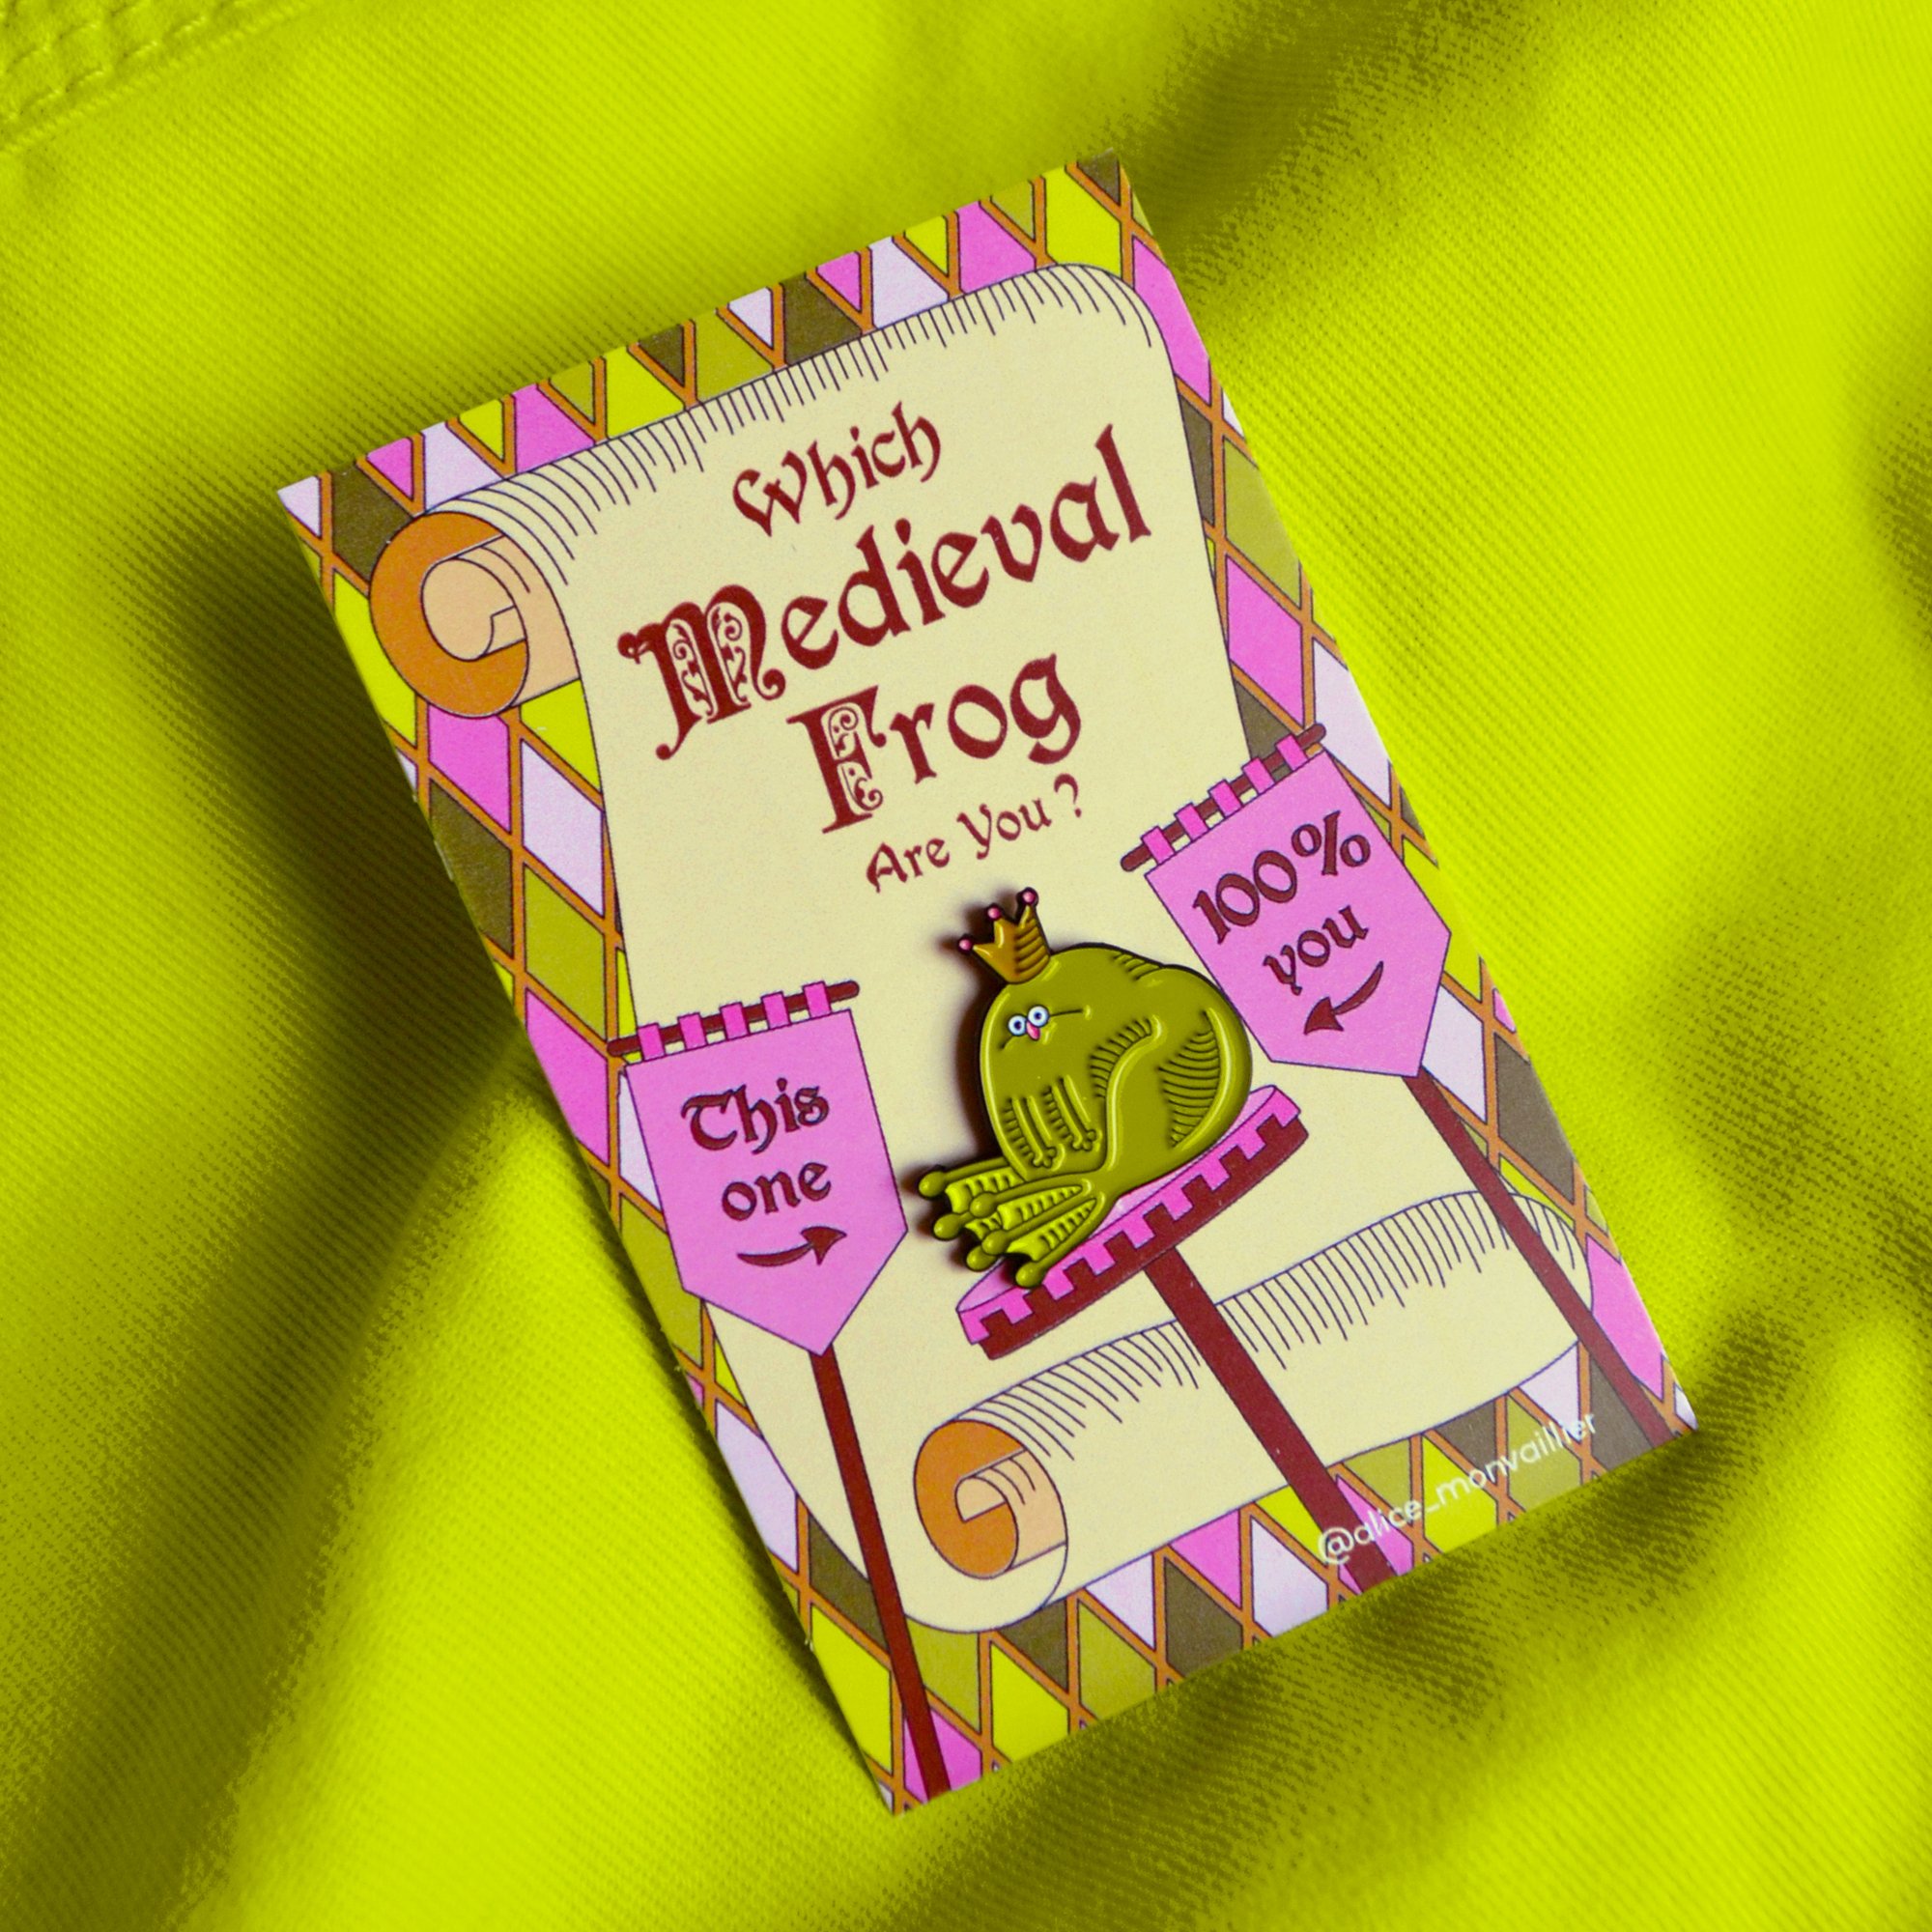 Which
Medieval
Frog
Are You ?
100%
you
This
one
@alice_monvaillier